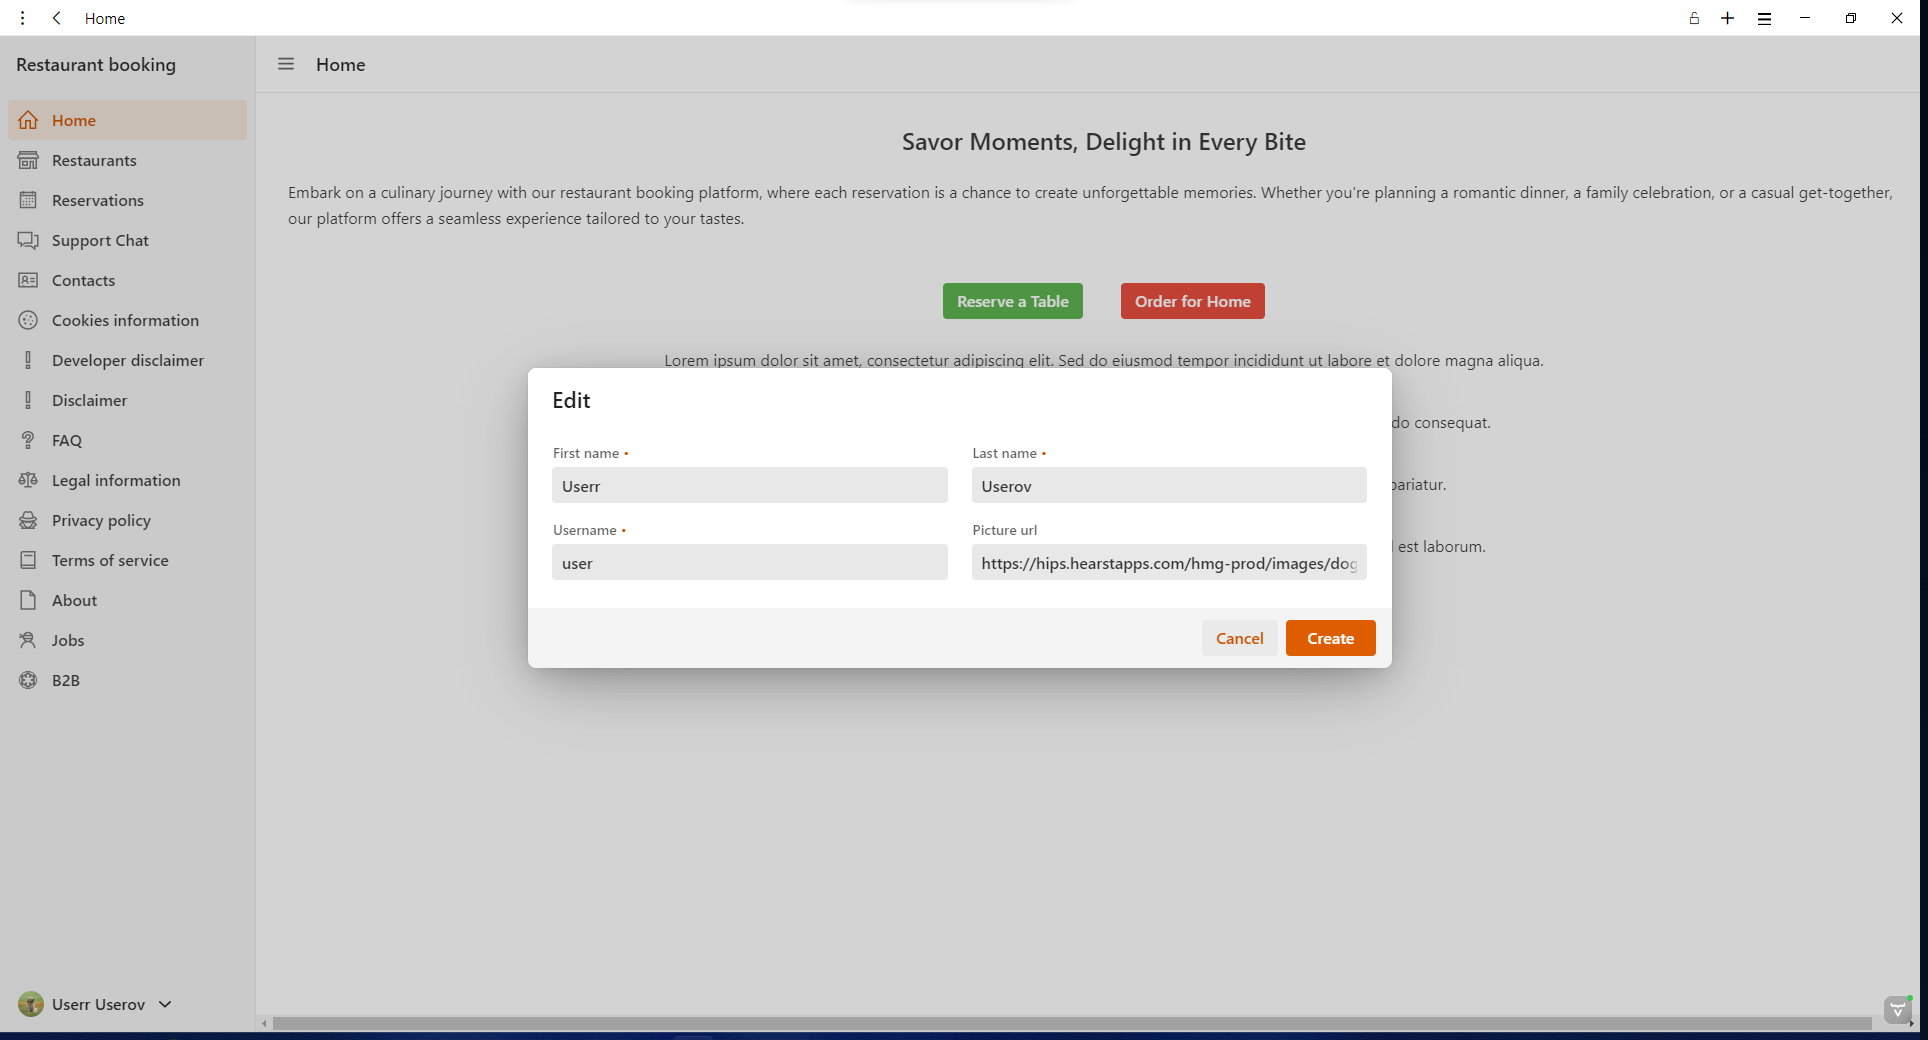 Home
Restaurant booking
Home
Home
Restaurants
Reservations
Support Chat
Contacts
Cookies information
Developer disclaimer
Disclaimer
FAQ
Legal information
Privacy policy
Terms of service
About
Jobs
B2B
Userr Userov
Savor Moments, Delight in Every Bite
Embark on a culinary journey with our restaurant booking platform, where each reservation is a chance to create unforgettable memories. Whether you're planning a romantic dinner, a family celebration, or a casual get-together,
our platform offers a seamless experience tailored to your tastes.
Reserve a Table
Order for Home
Lorem ipsum dolor sit amet, consectetur adipiscing elit. Sed do eiusmod tempor incididunt ut labore et dolore magna aliqua.
do consequat.
pariatur.
est laborum.
Edit
First name •
Userr
Last name •
Userov
Username •
user
Picture url
https://hips.hearstapps.com/hmg-prod/images/dog
Cancel
Create